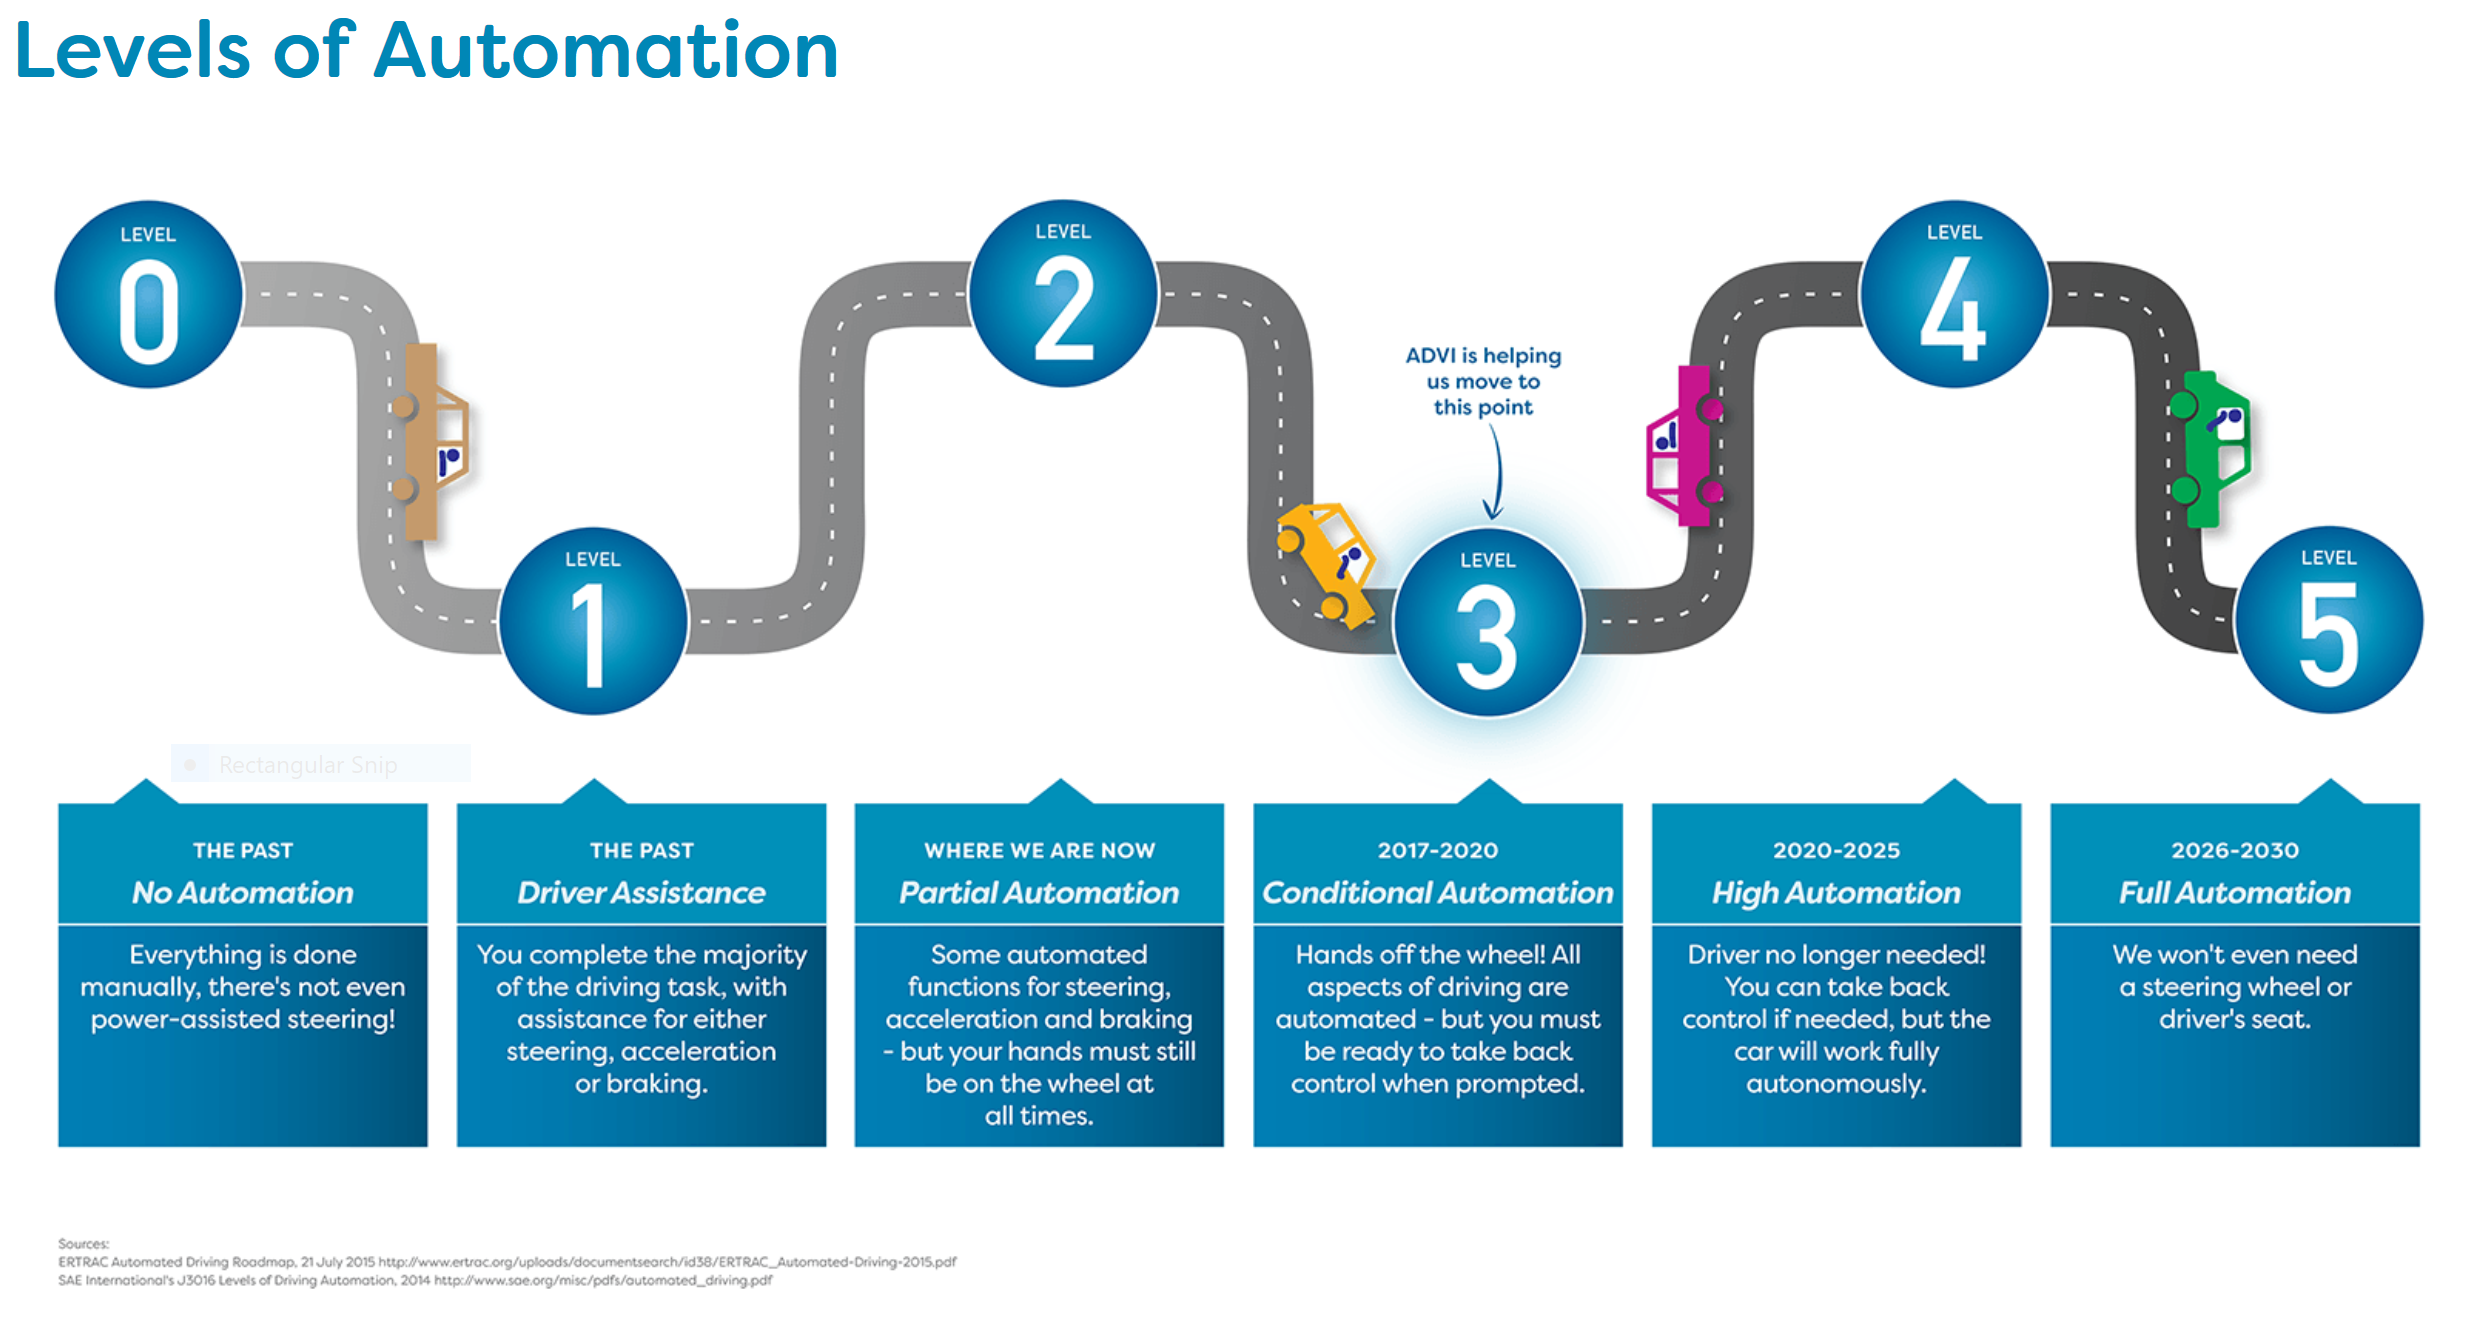 Levels of Automation
LEVEL
0
LEVEL
1
LEVEL
2
ADVI is helping
us move to
this point
LEVEL
3
LEVEL
4
LEVEL
5
Rectangular Snip
THE PAST
No Automation
Everything is done
manually, there's not even
power-assisted steering!
THE PAST
Driver Assistance
You complete the majority
of the driving task, with
assistance for either
steering, acceleration
or braking.
WHERE WE ARE NOW
Partial Automation
Some automated
functions for steering,
acceleration and braking
- but your hands must still
be on the wheel at
all times.
2017-2020
Conditional Automation
Hands off the wheel! All
aspects of driving are
automated - but you must
be ready to take back
control when prompted.
2020-2025
High Automation
Driver no longer needed!
You can take back
control if needed, but the
car will work fully
autonomously.
2026-2030
Full Automation
We won't even need
a steering wheel or
driver's seat.
Sources:
ERTRAC Automated Driving Roadmap, 21 July 2015 http://www.ertrac.org/uploads/documentsearch/id38/ERTRAC_Automated-Driving-2015.pdf
SAE International's J3016 Levels of Driving Automation, 2014 http://www.sae.org/misc/pdfs/automated_driving.pdf